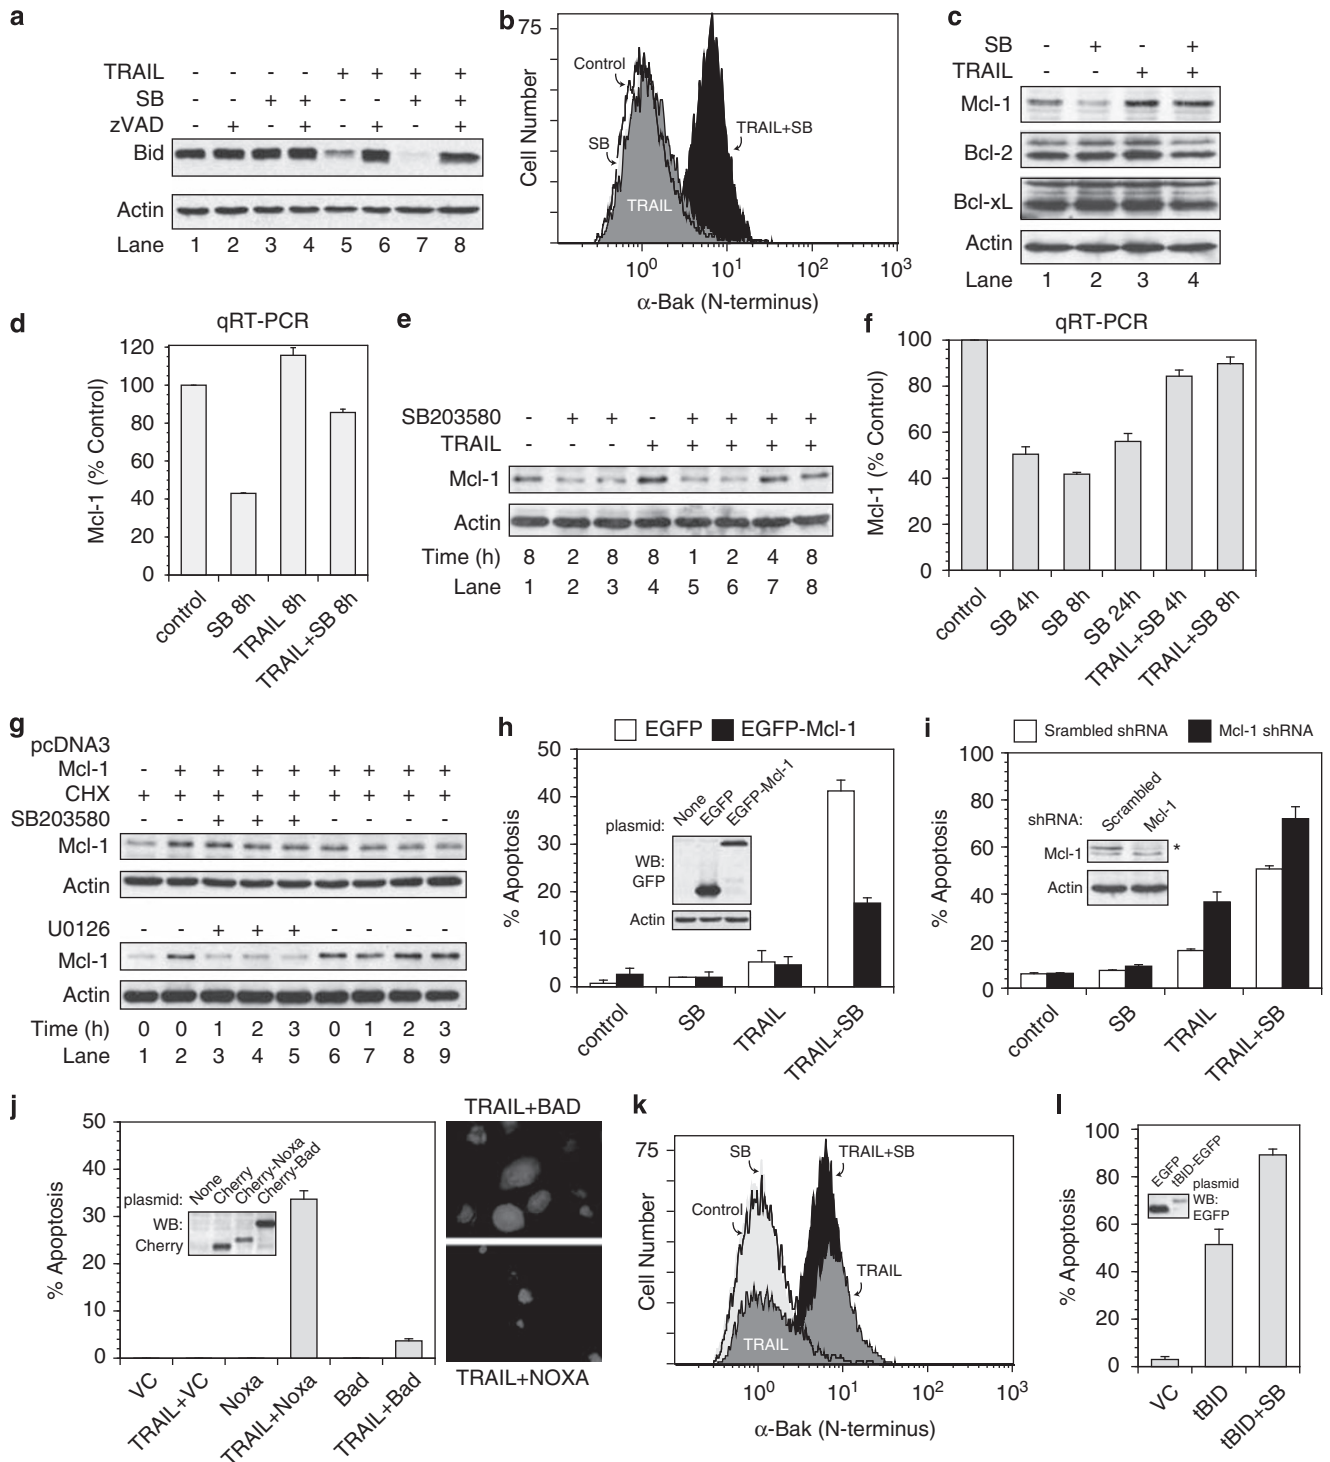 a
TRAIL - - - - + + + +
SB - - + + - - + +
zVAD - + - + - + - +
Bid
Actin
Lane 1 2 3 4 5 6 7 8
b
75
Cell Number
Control
SB
TRAIL
TRAIL+SB
10⁰ 10¹ 10² 10³
α-Bak (N-terminus)
c
SB - + - +
TRAIL - - + +
Mcl-1
Bcl-2
Bcl-xL
Actin
Lane 1 2 3 4
d
qRT-PCR
Mcl-1 (% Control)
120
100
80
60
40
20
0
control
SB 8h
TRAIL 8h
TRAIL+SB 8h
e
SB203580 - + + - + + + +
TRAIL - - - + + + + +
Mcl-1
Actin
Time (h) 8 2 8 8 1 2 4 8
Lane 1 2 3 4 5 6 7 8
f
qRT-PCR
Mcl-1 (% Control)
100
80
60
40
20
0
control
SB 4h
SB 8h
SB 24h
TRAIL+SB 4h
TRAIL+SB 8h
g
pcDNA3
Mcl-1 - + + + + + + + +
CHX + + + + + + + + +
SB203580 - - + + + - - - -
Mcl-1
Actin
U0126 - - + + + - - - -
Mcl-1
Actin
Time (h) 0 0 1 2 3 0 1 2 3
Lane 1 2 3 4 5 6 7 8 9
h
EGFP EGFP-Mcl-1
% Apoptosis
50
40
30
20
10
0
plasmid: None EGFP EGFP-Mcl-1
WB:
GFP
Actin
control
SB
TRAIL
TRAIL+SB
i
Srambled shRNA Mcl-1 shRNA
% Apoptosis
100
80
60
40
20
0
shRNA: Scrambled Mcl-1
Mcl-1 *
Actin
control
SB
TRAIL
TRAIL+SB
j
% Apoptosis
50
40
30
20
10
0
plasmid: None Cherry Cherry-Noxa Cherry-Bad
WB:
Cherry
VC
TRAIL+VC
Noxa
TRAIL+Noxa
Bad
TRAIL+Bad
TRAIL+BAD
TRAIL+NOXA
k
75
Cell Number
SB
TRAIL+SB
Control
TRAIL
TRAIL
10⁰ 10¹ 10² 10³
α-Bak (N-terminus)
l
% Apoptosis
100
80
60
40
20
0
EGFP tBID-EGFP plasmid
WB:
EGFP
VC
tBID
tBID+SB